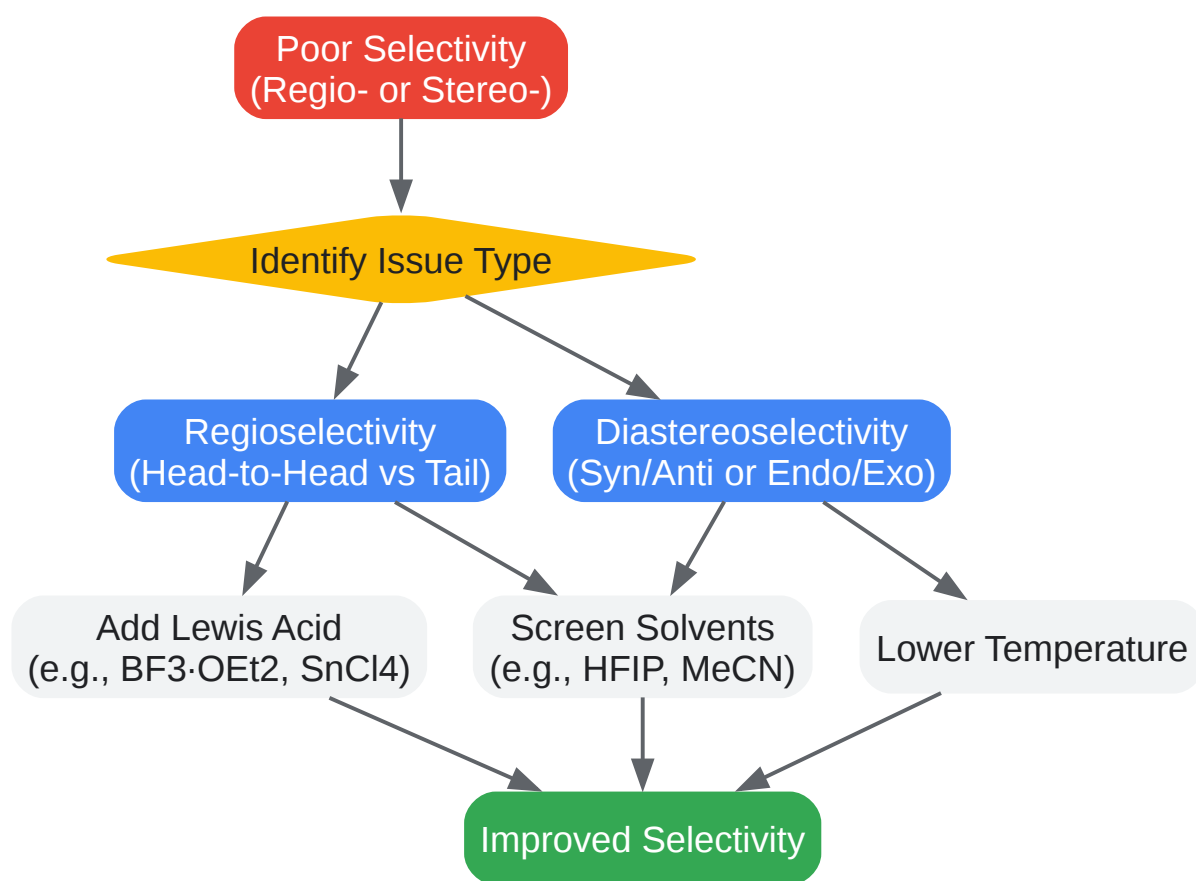 Poor Selectivity
(Regio- or Stereo-)
Identify Issue Type
Regioselectivity
(Head-to-Head vs Tail)
Diastereoselectivity
(Syn/Anti or Endo/Exo)
Add Lewis Acid
(e.g., BF3·OEt2, SnCl4)
Screen Solvents
(e.g., HFIP, MeCN)
Lower Temperature
Improved Selectivity